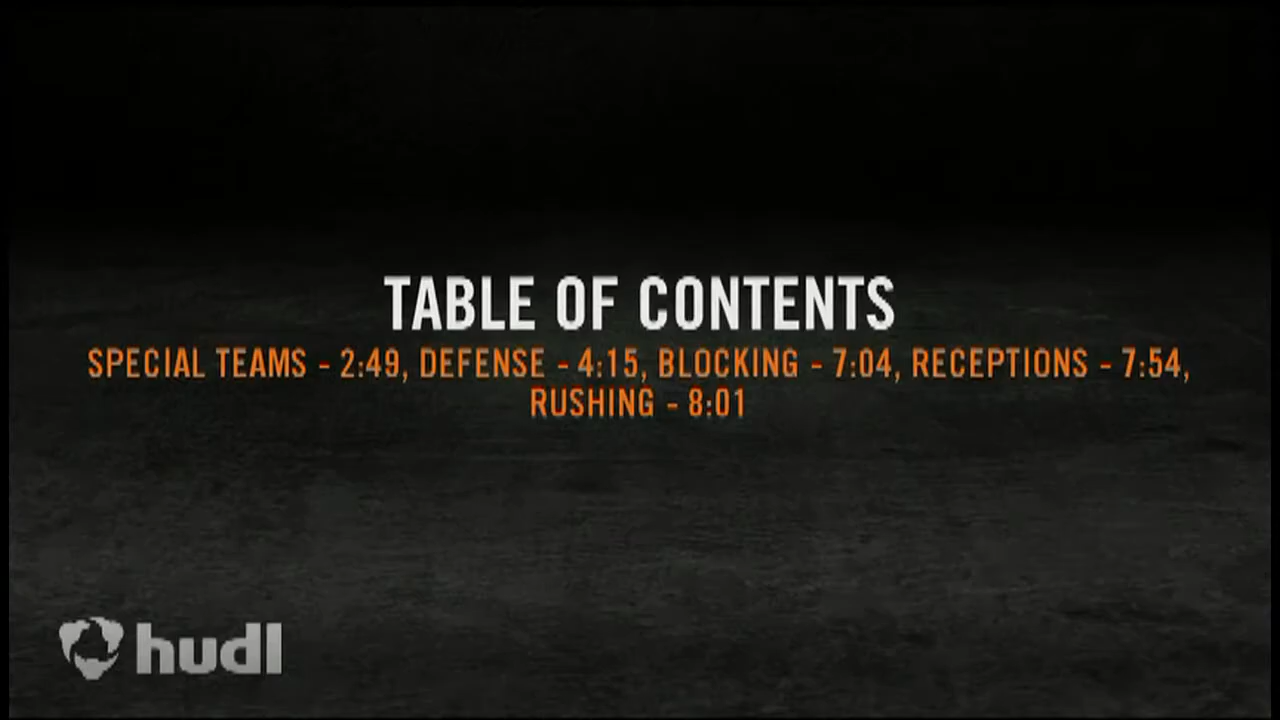 TABLE OF CONTENTS
SPECIAL TEAMS - 2:49, DEFENSE - 4:15, BLOCKING - 7:04, RECEPTIONS - 7:54,
RUSHING - 8:01
hudl